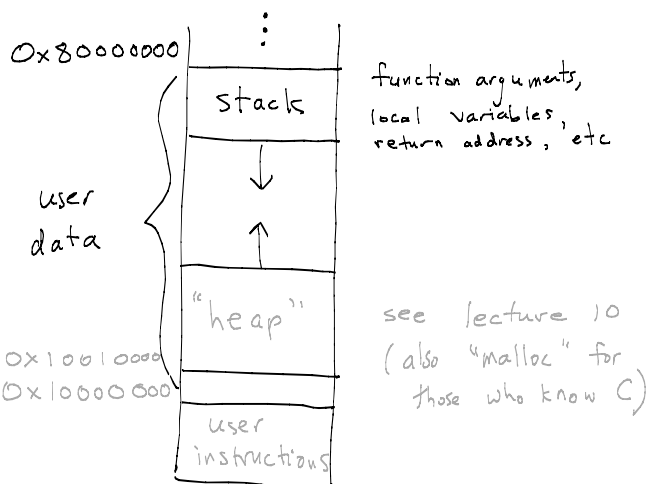 0x80000000
stack
function arguments,
local variables,
return address, etc
user
data
"heap"
see lecture 10
(also "malloc" for
those who know C)
0x10010000
0x10000000
user
instructions